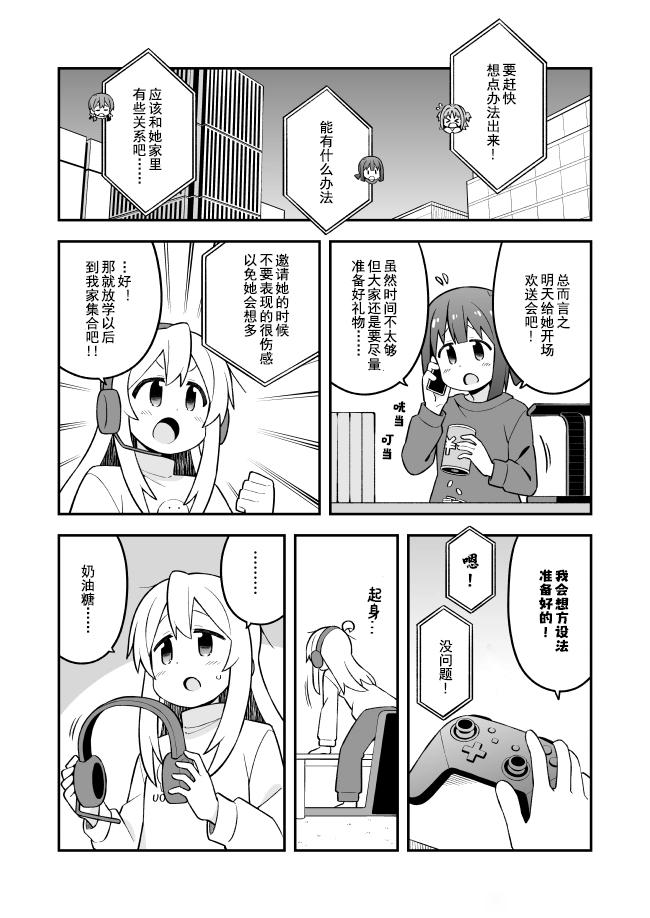 要赶快
想点办法出来！
能有什么办法
应该和她家里
有些关系吧……
总而言之
明天给她开场
欢送会吧！
虽然时间不太够
但大家还是要尽量
准备好礼物……
咣当
叮当
邀请她的时候
不要表现的很伤感
以免她会想多
…好！
那就放学以后
到我家集合吧!!
我会想方设法
准备好的！
嗯！
没问题！
起身…
………
奶油糖……
UO